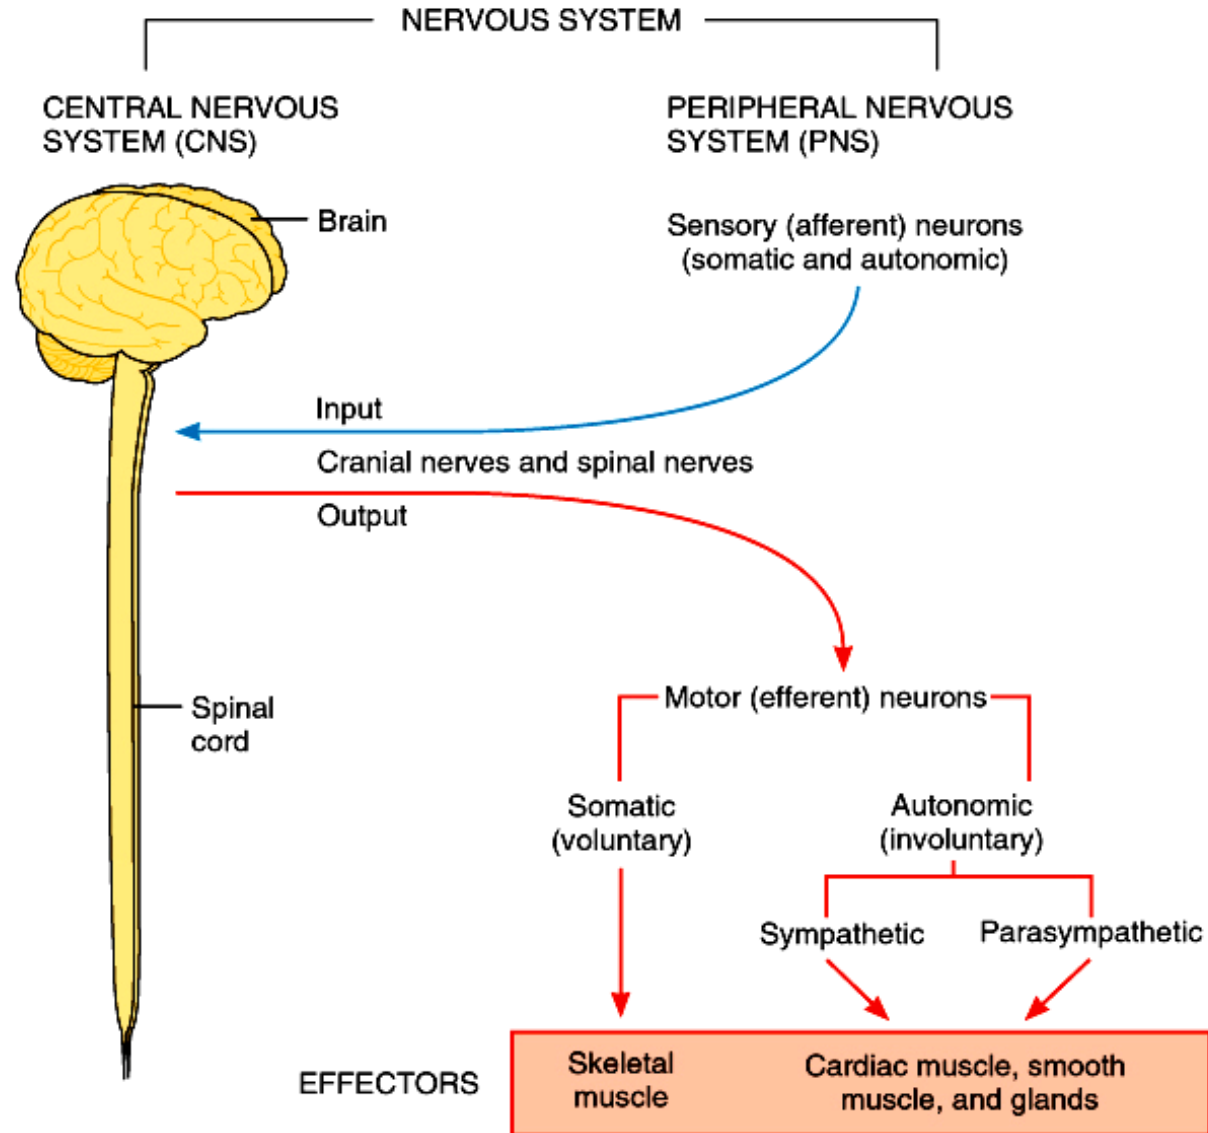 NERVOUS SYSTEM
CENTRAL NERVOUS
SYSTEM (CNS)
PERIPHERAL NERVOUS
SYSTEM (PNS)
Brain
Sensory (afferent) neurons
(somatic and autonomic)
Input
Cranial nerves and spinal nerves
Output
Spinal
cord
Motor (efferent) neurons
Somatic
(voluntary)
Autonomic
(involuntary)
Sympathetic
Parasympathetic
EFFECTORS
Skeletal
muscle
Cardiac muscle, smooth
muscle, and glands